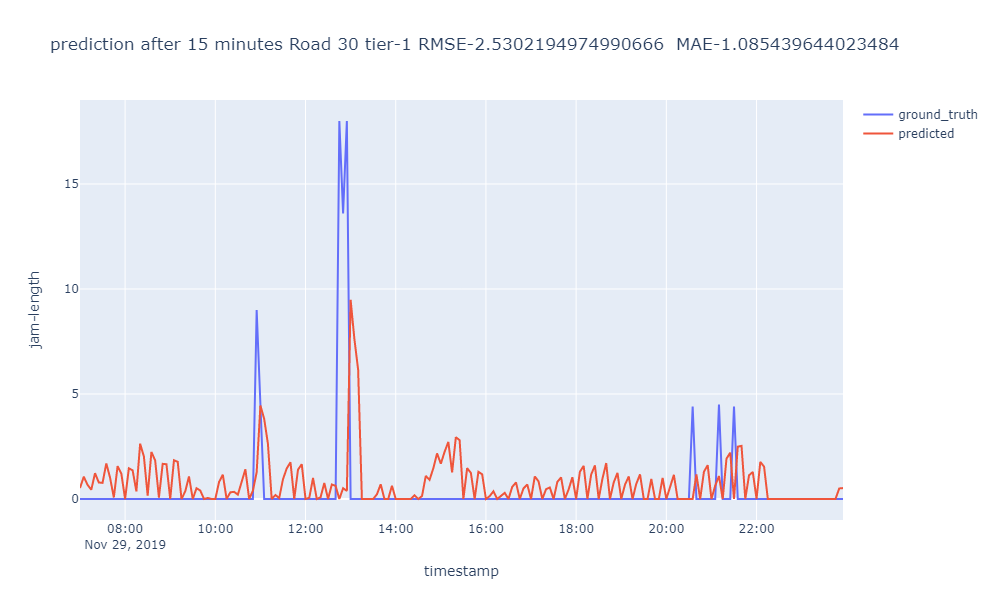 prediction after 15 minutes Road 30 tier-1 RMSE-2.5302194974990666  MAE-1.085439644023484
ground_truth
predicted
15
10
5
0
jam-length
08:00 10:00 12:00 14:00 16:00 18:00 20:00 22:00
Nov 29, 2019
timestamp